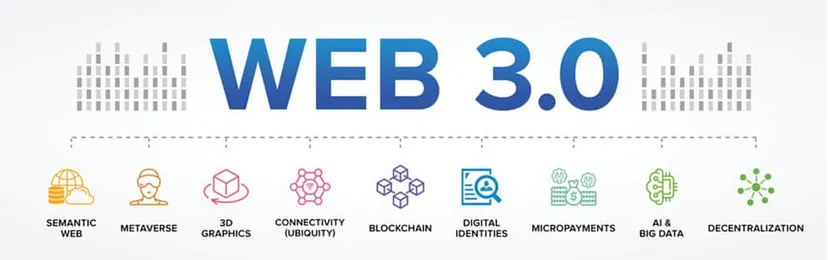 WEB 3.0
SEMANTIC
WEB
METAVERSE
3D
GRAPHICS
CONNECTIVITY
(UBIQUITY)
BLOCKCHAIN
DIGITAL
IDENTITIES
MICROPAYMENTS
AI &
BIG DATA
DECENTRALIZATION